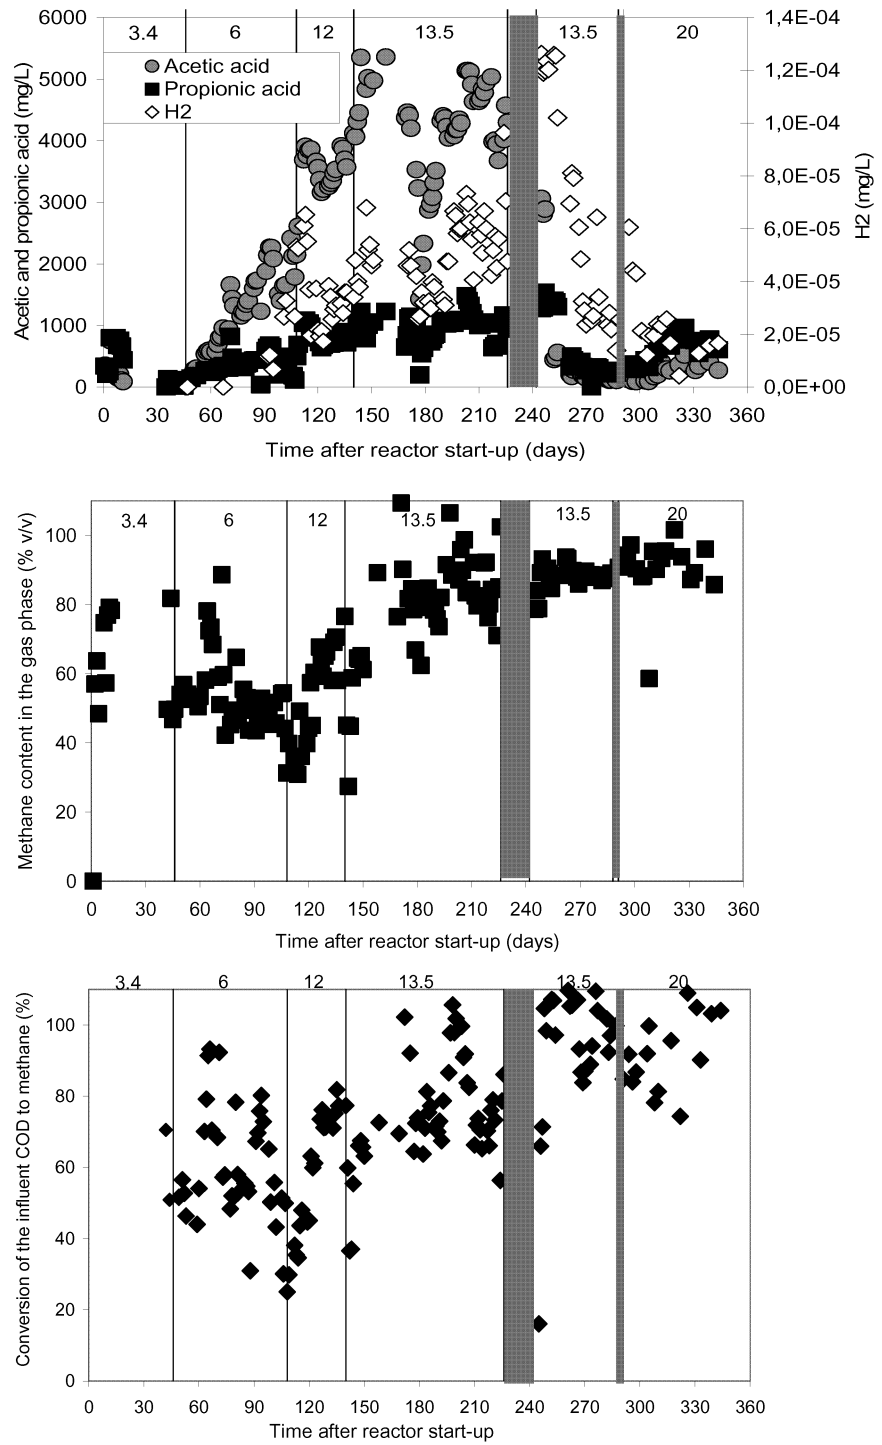 6000
5000
4000
3000
2000
1000
0
Acetic and propionic acid (mg/L)
3.4
6
12
13.5
13.5
20
Acetic acid
Propionic acid
H2
1,4E-04
1,2E-04
1,0E-04
8,0E-05
6,0E-05
4,0E-05
2,0E-05
0,0E+00
H2 (mg/L)
0 30 60 90 120 150 180 210 240 270 300 330 360
Time after reactor start-up (days)
100
80
60
40
20
0
Methane content in the gas phase (% v/v)
3.4
6
12
13.5
13.5
20
0 30 60 90 120 150 180 210 240 270 300 330 360
Time after reactor start-up (days)
3.4
6
12
13.5
13.5
20
100
80
60
40
20
0
Conversion of the influent COD to methane (%)
0 30 60 90 120 150 180 210 240 270 300 330 360
Time after reactor start-up